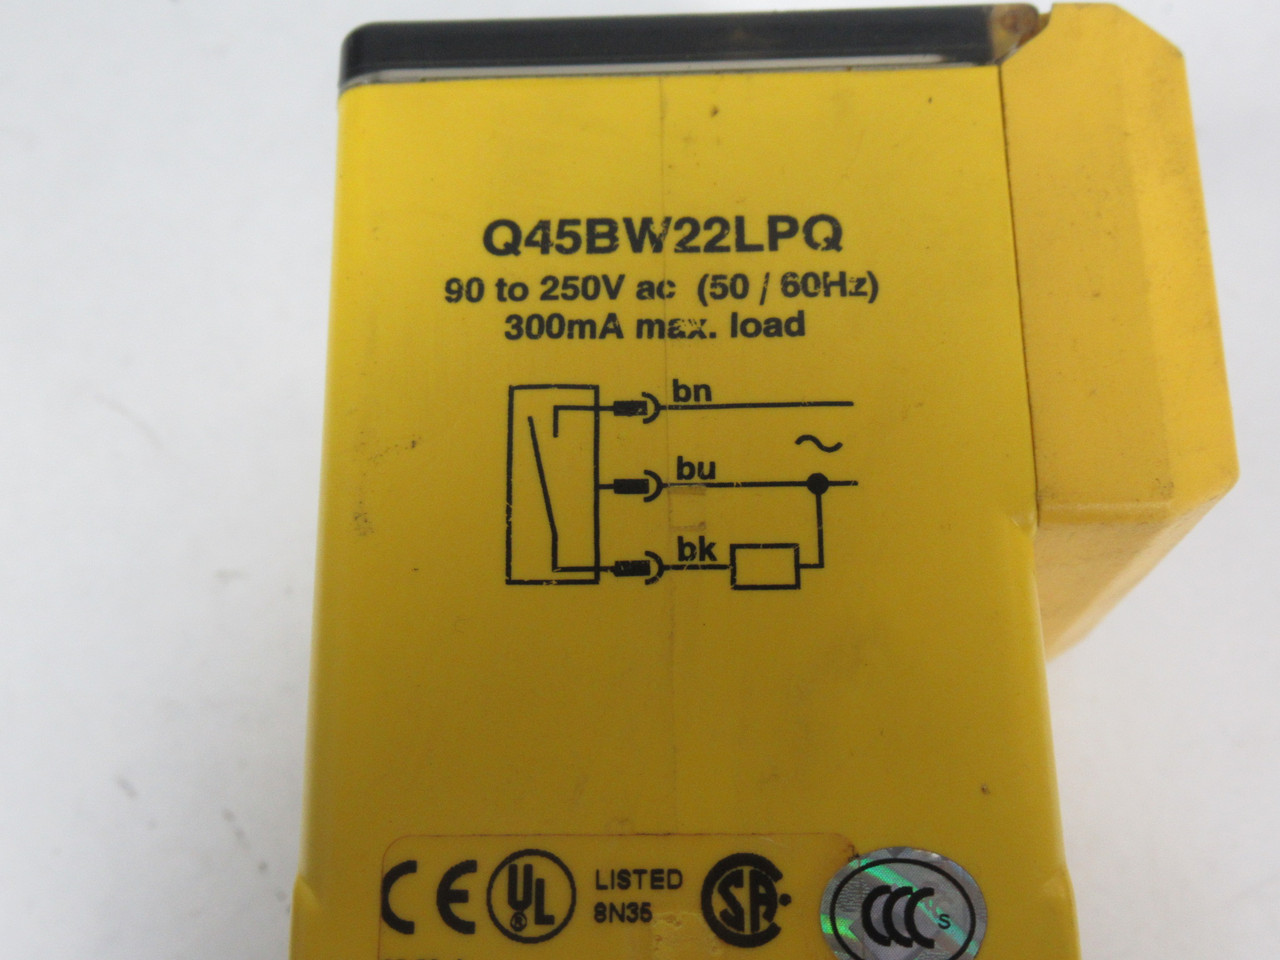 Q45BW22LPQ
90 to 250V ac (50 / 60Hz)
300mA max. load
bn
bu
bk
CE UL ® LISTED SA CCC S
8N35